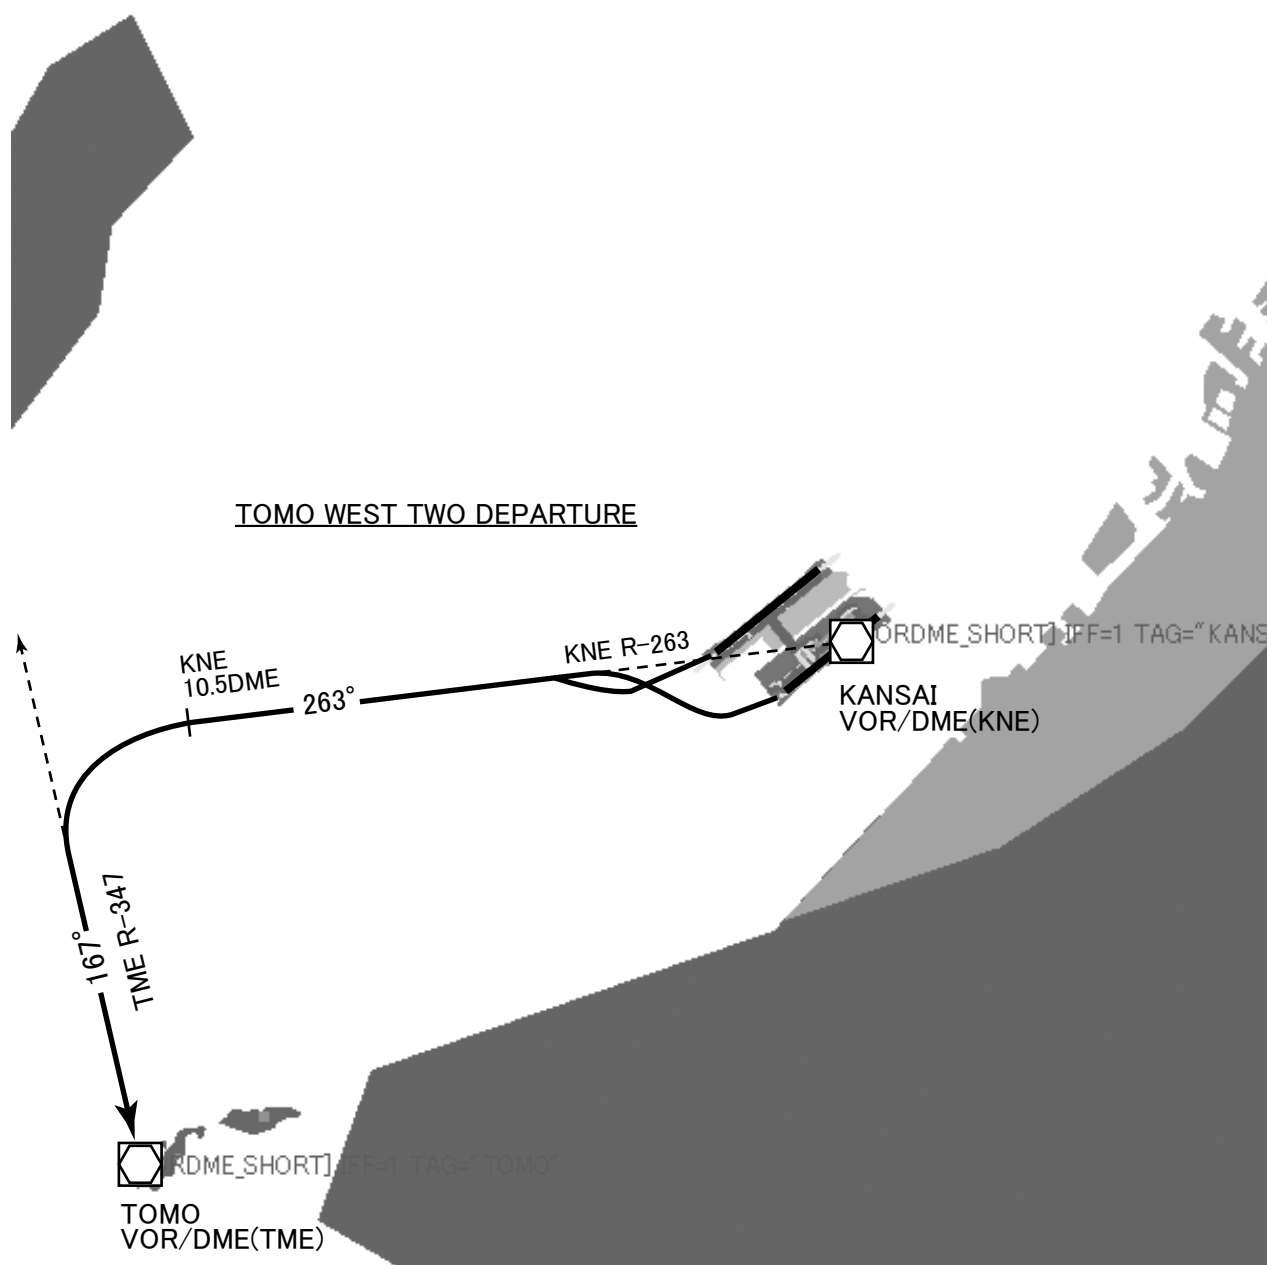 TOMO WEST TWO DEPARTURE
KNE R-263
ORDME_SHORT] IFF=1 TAG="KANS
KNE
10.5DME
263°
KANSAI
VOR/DME(KNE)
TME R-347
167°
RDME_SHORT] IFF=1 TAG="TOMO"
TOMO
VOR/DME(TME)